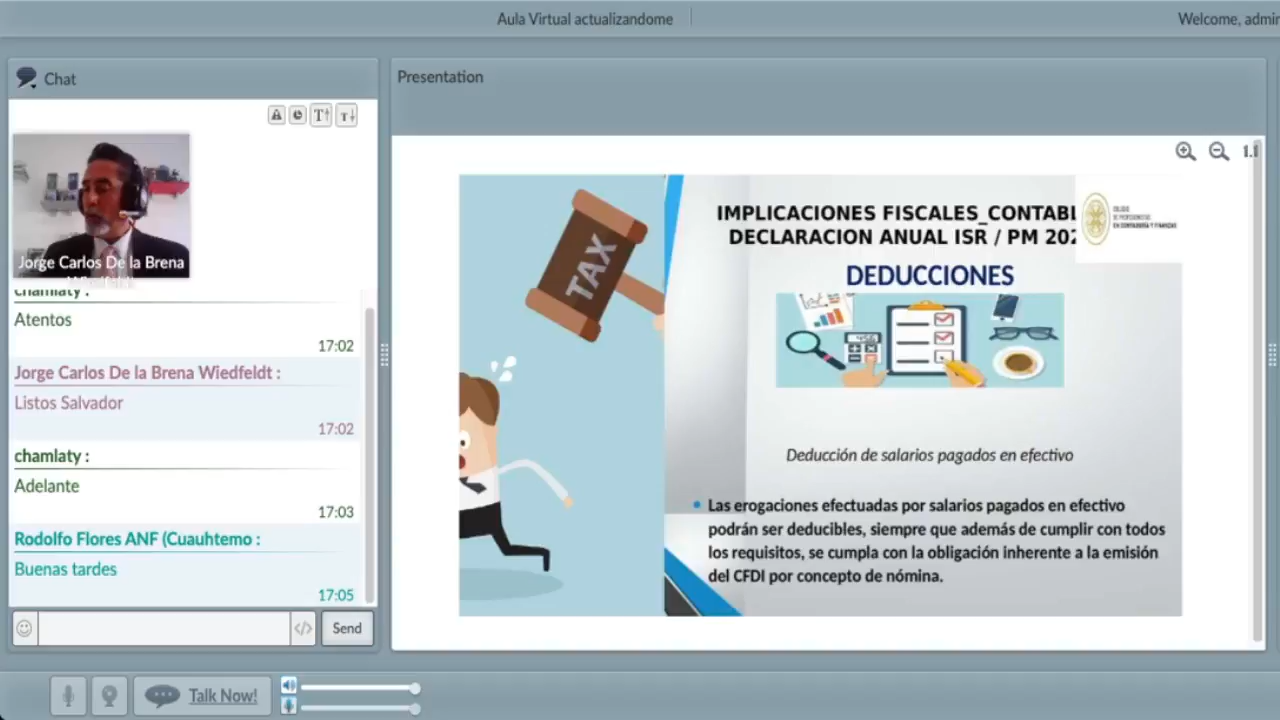 Aula Virtual actualizandome
Welcome, admin
Chat
Presentation
Jorge Carlos De la Brena
chamlaty :
Atentos
17:02
Jorge Carlos De la Brena Wiedfeldt :
Listos Salvador
17:02
chamlaty :
Adelante
17:03
Rodolfo Flores ANF (Cuauhtemo :
Buenas tardes
17:05
Send
Talk Now!
1:1
TAX
IMPLICACIONES FISCALES_CONTABL
DECLARACION ANUAL ISR / PM 202
DEDUCCIONES
Deducción de salarios pagados en efectivo
Las erogaciones efectuadas por salarios pagados en efectivo
podrán ser deducibles, siempre que además de cumplir con todos
los requisitos, se cumpla con la obligación inherente a la emisión
del CFDI por concepto de nómina.